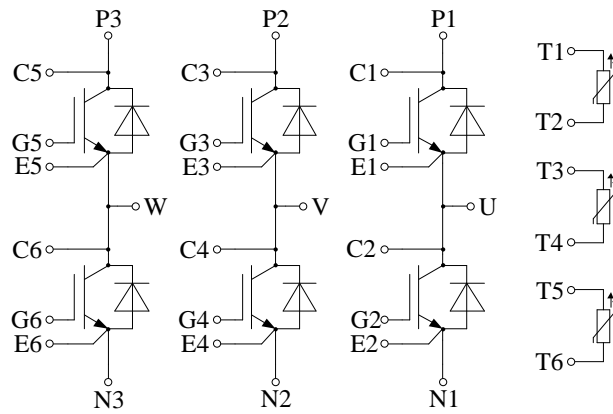 P3 P2 P1
C5 C3 C1 T1
G5 G3 G1 T2
E5 E3 E1
T3
W V U
C6 C4 C2 T4
T5
G6 G4 G2
E6 E4 E2
T6
N3 N2 N1